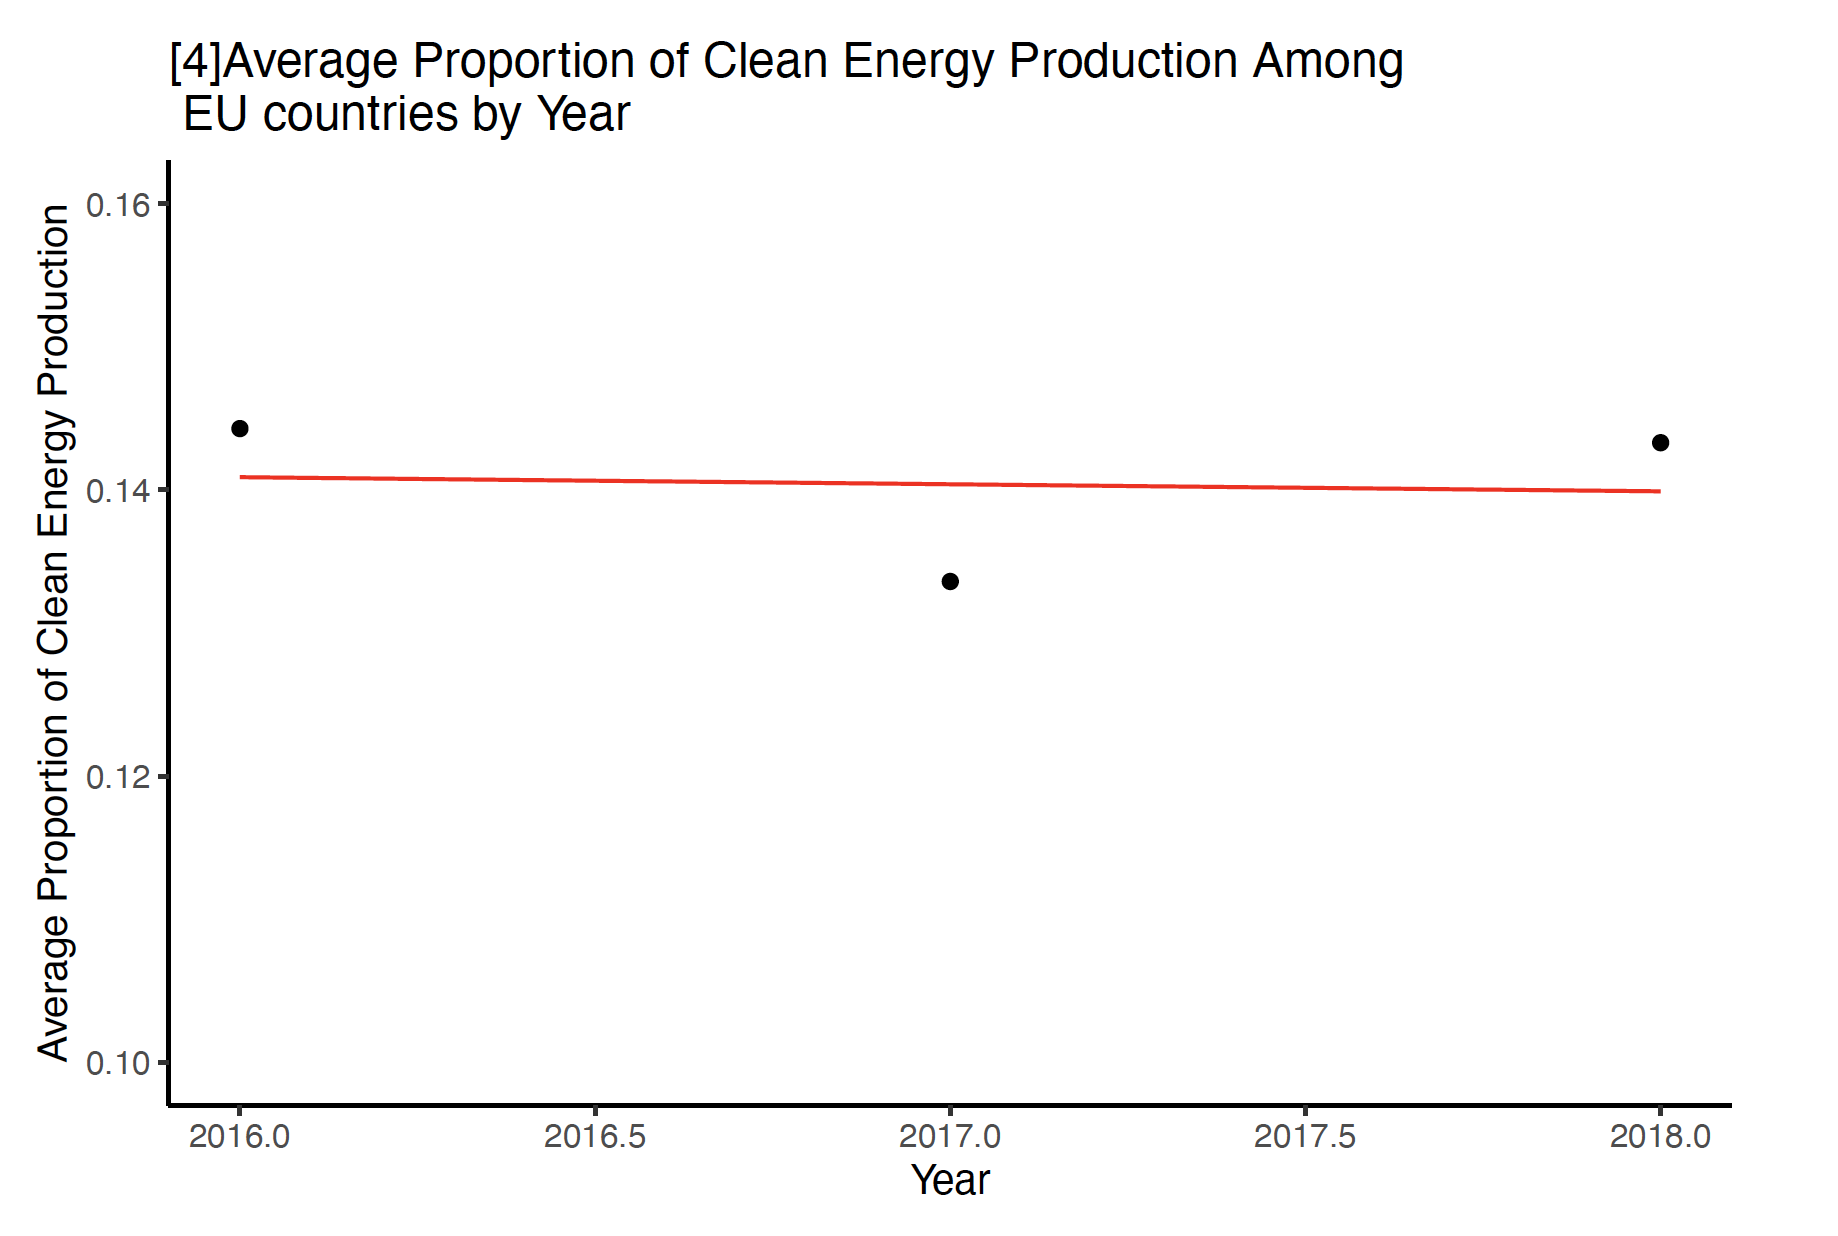 [4]Average Proportion of Clean Energy Production Among
EU countries by Year
Average Proportion of Clean Energy Production
0.16
0.14
0.12
0.10
2016.0
2016.5
2017.0
2017.5
2018.0
Year